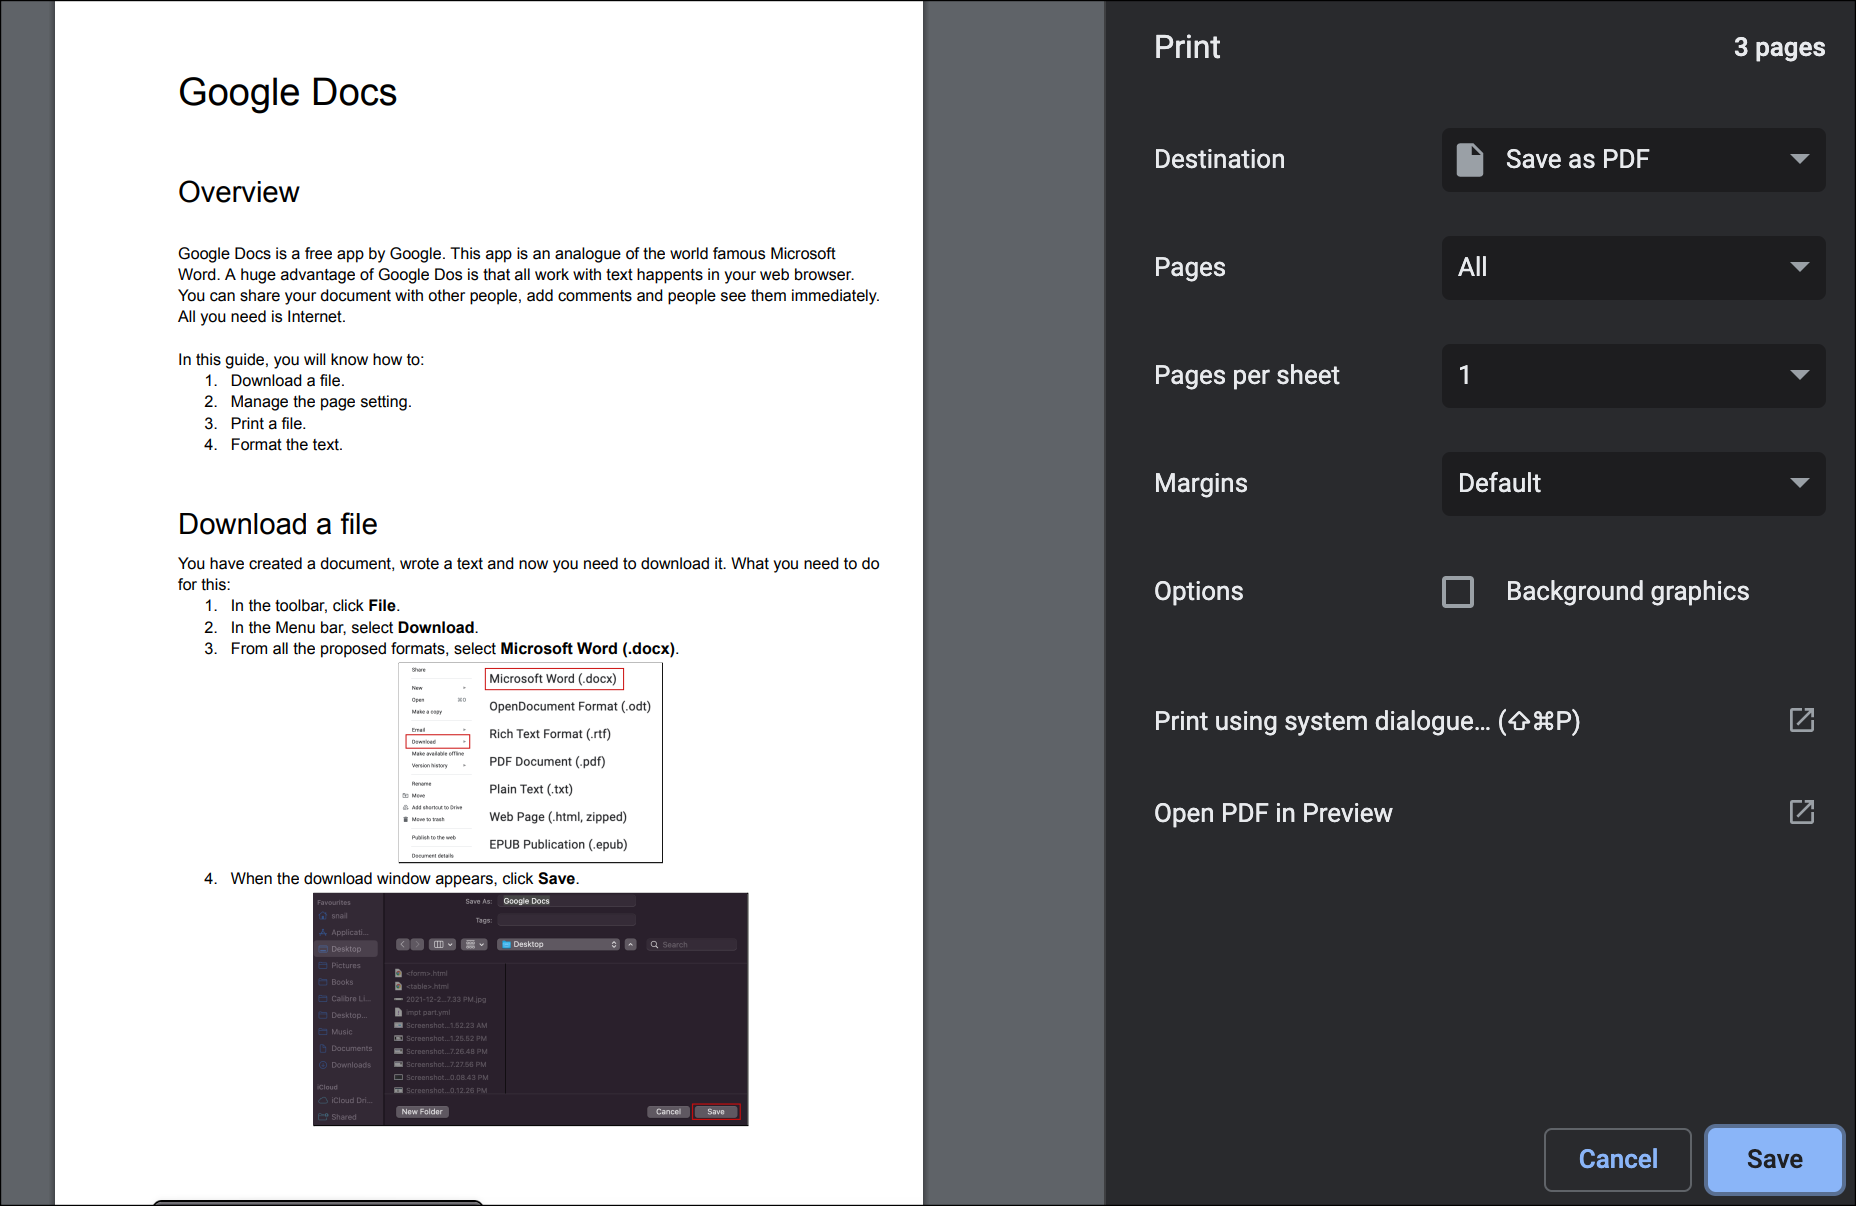 Google Docs
Overview
Google Docs is a free app by Google. This app is an analogue of the world famous Microsoft
Word. A huge advantage of Google Dos is that all work with text happents in your web browser.
You can share your document with other people, add comments and people see them immediately.
All you need is Internet.
In this guide, you will know how to:
1. Download a file.
2. Manage the page setting.
3. Print a file.
4. Format the text.
Download a file
You have created a document, wrote a text and now you need to download it. What you need to do
for this:
1. In the toolbar, click File.
2. In the Menu bar, select Download.
3. From all the proposed formats, select Microsoft Word (.docx).
Share
New
Open ⌘O
Make a copy
Email
Download
Make available offline
Version history
Rename
Move
Add shortcut to Drive
Move to trash
Publish to the web
Document details
Microsoft Word (.docx)
OpenDocument Format (.odt)
Rich Text Format (.rtf)
PDF Document (.pdf)
Plain Text (.txt)
Web Page (.html, zipped)
EPUB Publication (.epub)
4. When the download window appears, click Save.
Favourites
snail
Applicati...
Desktop
Pictures
Books
Calibre Li...
Desktop...
Music
Documents
Downloads
iCloud
iCloud Dri...
Shared
Save As: Google Docs
Tags:
Desktop
Search
<form>.html
<table>.html
2021-12-2...7.33 PM.jpg
impt part.yml
Screenshot...1.52.23 AM
Screenshot...1.25.52 PM
Screenshot...7.26.48 PM
Screenshot...7.27.56 PM
Screenshot...0.08.43 PM
Screenshot...0.12.26 PM
New Folder
Cancel
Save
Print
3 pages
Destination
Save as PDF
Pages
All
Pages per sheet
1
Margins
Default
Options
Background graphics
Print using system dialogue... (⇧⌘P)
Open PDF in Preview
Cancel
Save